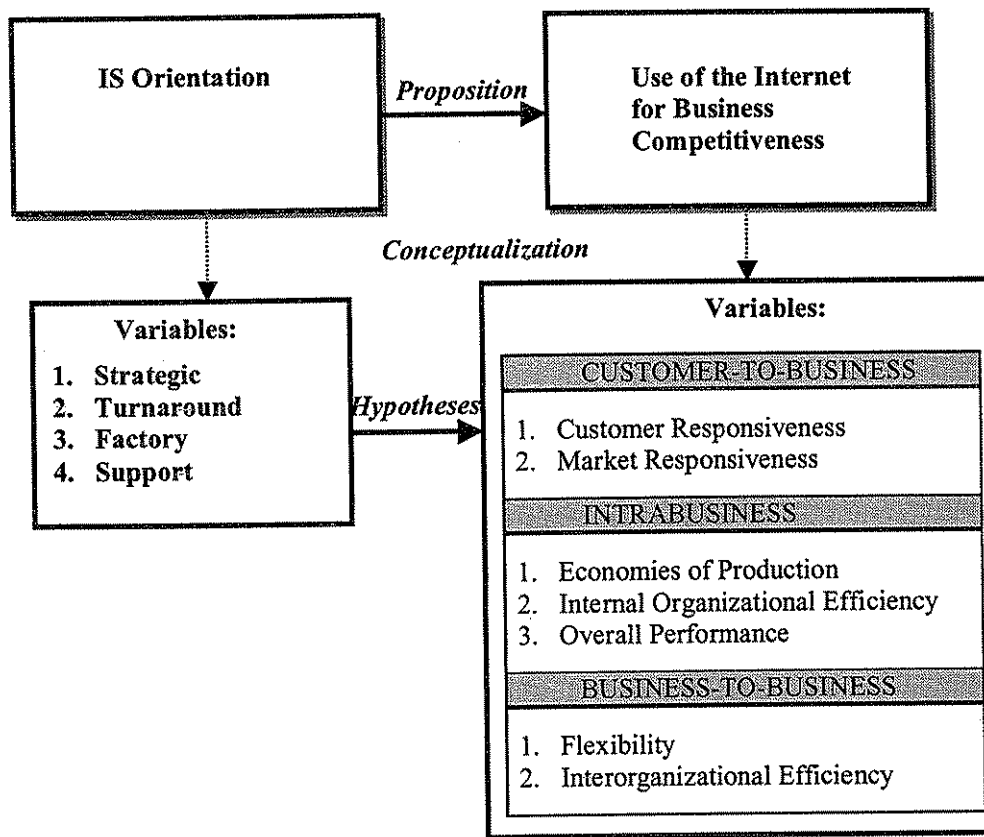 IS Orientation
Proposition
Use of the Internet
for Business
Competitiveness
Conceptualization
Variables:
1. Strategic
2. Turnaround
3. Factory
4. Support
Hypotheses
Variables:
CUSTOMER-TO-BUSINESS
1. Customer Responsiveness
2. Market Responsiveness
INTRABUSINESS
1. Economies of Production
2. Internal Organizational Efficiency
3. Overall Performance
BUSINESS-TO-BUSINESS
1. Flexibility
2. Interorganizational Efficiency